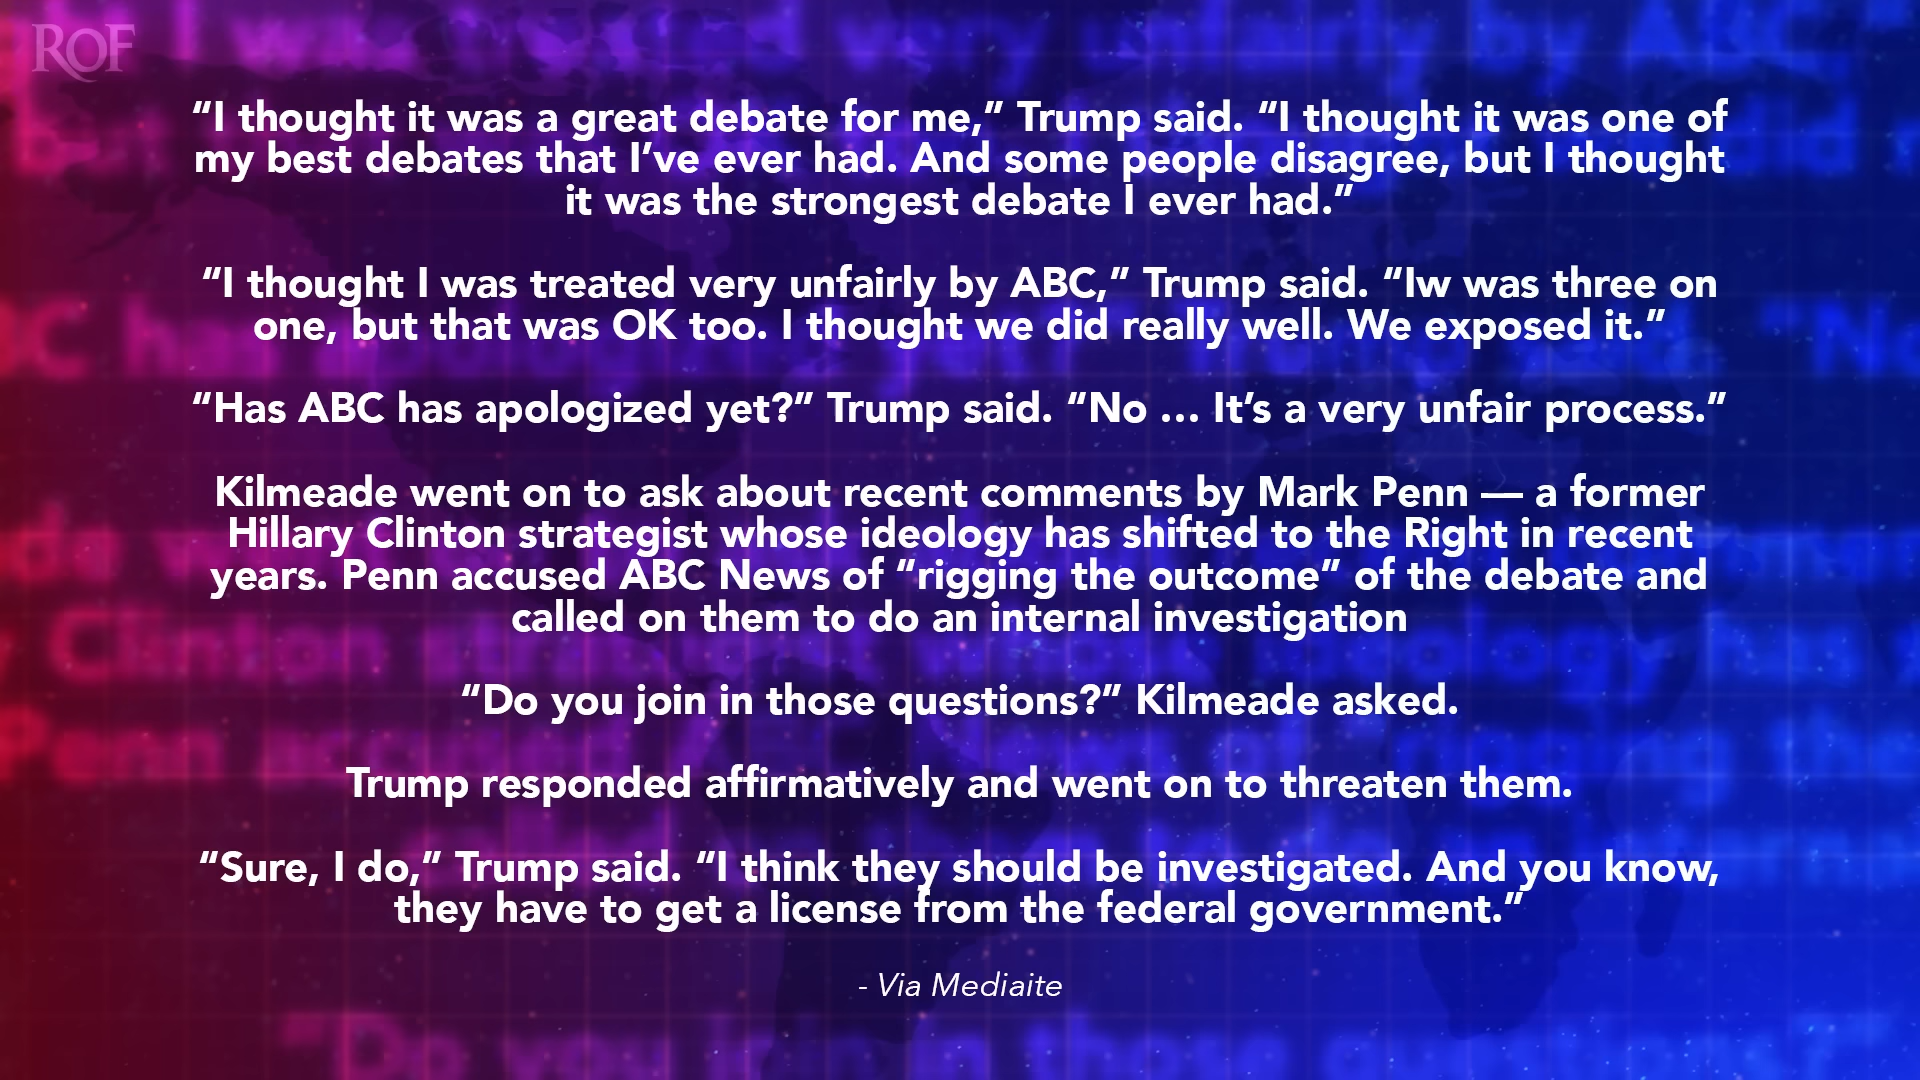 ROF
“I thought it was a great debate for me,” Trump said. “I thought it was one of
my best debates that I’ve ever had. And some people disagree, but I thought
it was the strongest debate I ever had.”
“I thought I was treated very unfairly by ABC,” Trump said. “Iw was three on
one, but that was OK too. I thought we did really well. We exposed it.”
“Has ABC has apologized yet?” Trump said. “No … It’s a very unfair process.”
Kilmeade went on to ask about recent comments by Mark Penn — a former
Hillary Clinton strategist whose ideology has shifted to the Right in recent
years. Penn accused ABC News of “rigging the outcome” of the debate and
called on them to do an internal investigation
“Do you join in those questions?” Kilmeade asked.
Trump responded affirmatively and went on to threaten them.
“Sure, I do,” Trump said. “I think they should be investigated. And you know,
they have to get a license from the federal government.”
- Via Mediaite